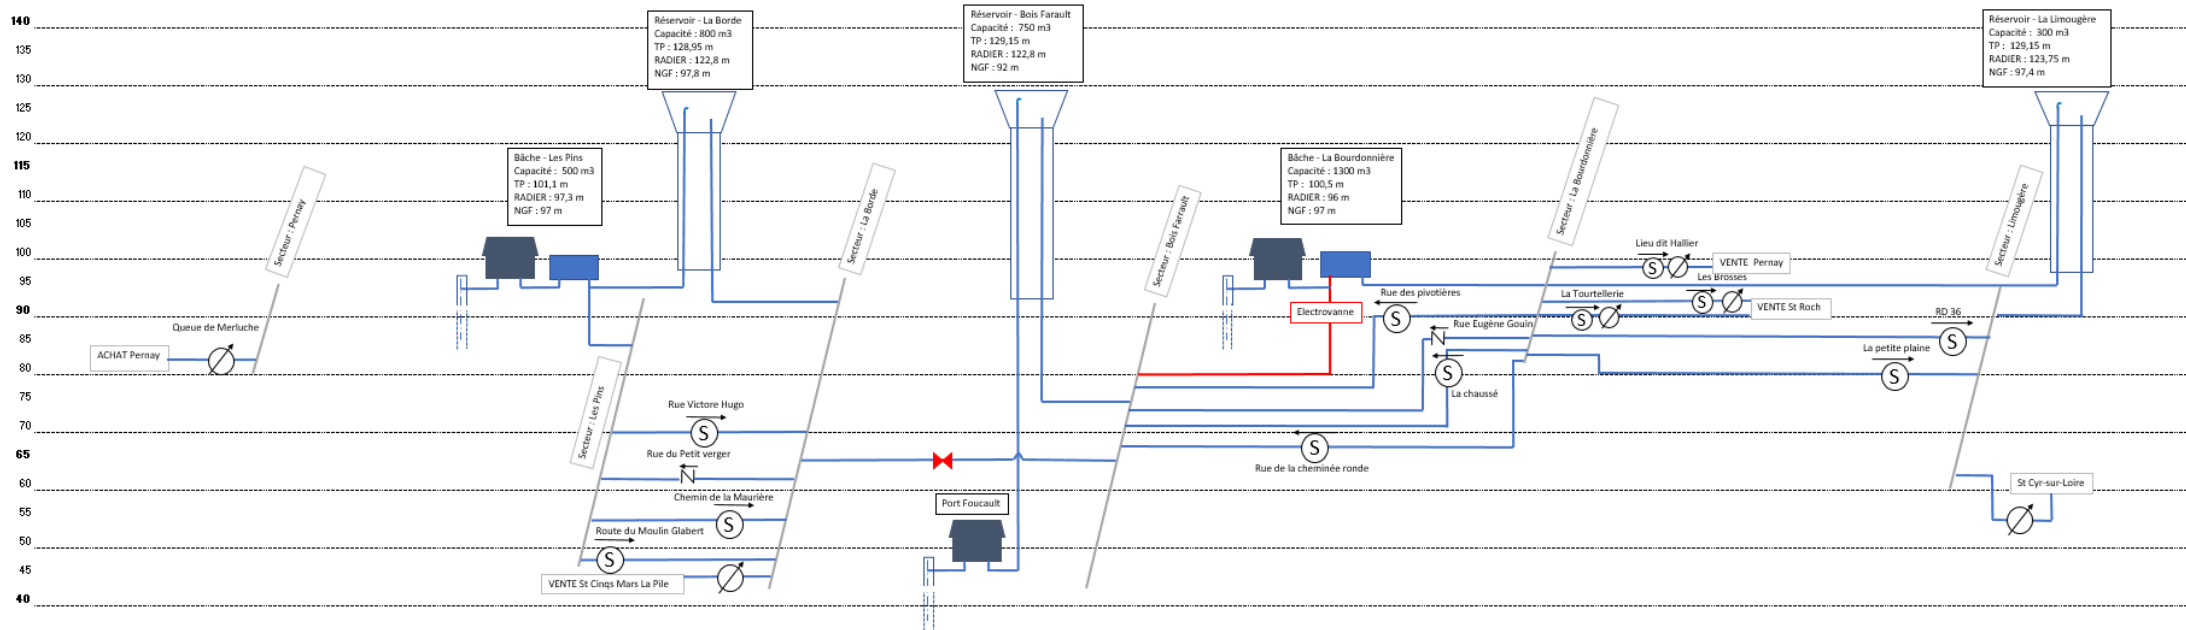 140
135
130
125
120
115
110
105
100
95
90
85
80
75
70
65
60
55
50
45
40
Secteur : Pernay
Queue de Merluche
ACHAT Pernay
Bâche - Les Pins
Capacité : 500 m3
TP : 101,1 m
RADIER : 97,3 m
NGF : 97 m
Réservoir - La Borde
Capacité : 800 m3
TP : 128,95 m
RADIER : 122,8 m
NGF : 97,8 m
Secteur : Les Pins
Secteur : La Borde
Rue Victore Hugo
S
Rue du Petit verger
N
Chemin de la Maurière
S
Route du Moulin Glabert
S
VENTE St Cinqs Mars La Pile
Réservoir - Bois Farault
Capacité : 750 m3
TP : 129,15 m
RADIER : 122,8 m
NGF : 92 m
Port Foucault
Secteur : Bois Farrault
Bâche - La Bourdonnière
Capacité : 1300 m3
TP : 100,5 m
RADIER : 96 m
NGF : 97 m
Électrovanne
Rue des pivotières
S
Rue Eugène Gouin
N
S
La chaussé
S
Rue de la cheminée ronde
Secteur : La Bourdonnière
Lieu dit Hallier
S
VENTE Pernay
Les Brosses
S
La Tourtellerie
S
VENTE St Roch
RD 36
S
La petite plaine
S
Secteur : Limougère
Réservoir - La Limougère
Capacité : 300 m3
TP : 129,15 m
RADIER : 123,75 m
NGF : 97,4 m
St Cyr-sur-Loire